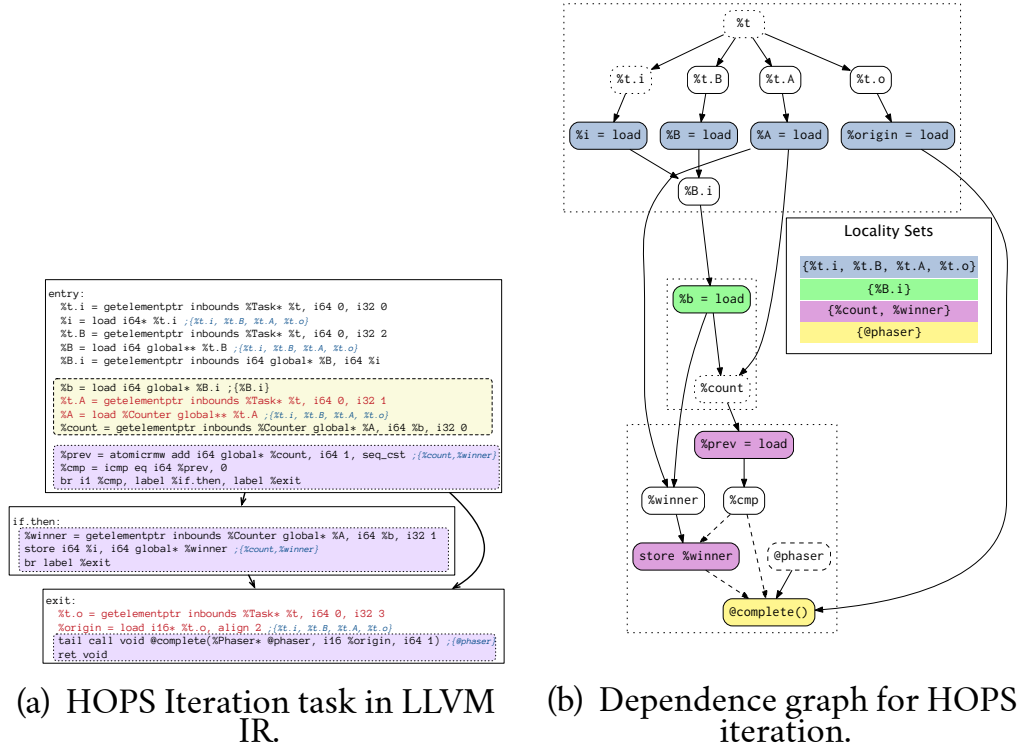 entry:
%t.i = getelementptr inbounds %Task* %t, i64 0, i32 0
%i = load i64* %t.i ;{%t.i, %t.B, %t.A, %t.o}
%t.B = getelementptr inbounds %Task* %t, i64 0, i32 2
%B = load i64 global** %t.B ;{%t.i, %t.B, %t.A, %t.o}
%B.i = getelementptr inbounds i64 global* %B, i64 %i
%b = load i64 global* %B.i ;{%B.i}
%t.A = getelementptr inbounds %Task* %t, i64 0, i32 1
%A = load %Counter global** %t.A ;{%t.i, %t.B, %t.A, %t.o}
%count = getelementptr inbounds %Counter global* %A, i64 %b, i32 0
%prev = atomicrmw add i64 global* %count, i64 1, seq_cst ;{%count,%winner}
%cmp = icmp eq i64 %prev, 0
br i1 %cmp, label %if.then, label %exit
if.then:
%winner = getelementptr inbounds %Counter global* %A, i64 %b, i32 1
store i64 %i, i64 global* %winner ;{%count,%winner}
br label %exit
exit:
%t.o = getelementptr inbounds %Task* %t, i64 0, i32 3
%origin = load i16* %t.o, align 2 ;{%t.i, %t.B, %t.A, %t.o}
tail call void @complete(%Phaser* @phaser, i16 %origin, i64 1) ;{@phaser}
ret void
(a) HOPS Iteration task in LLVM
IR.
%t
%t.i
%t.B
%t.A
%t.o
%i = load
%B = load
%A = load
%origin = load
%B.i
Locality Sets
{%t.i, %t.B, %t.A, %t.o}
{%B.i}
{%count, %winner}
{@phaser}
%b = load
%count
%prev = load
%winner
%cmp
store %winner
@phaser
@complete()
(b) Dependence graph for HOPS
iteration.